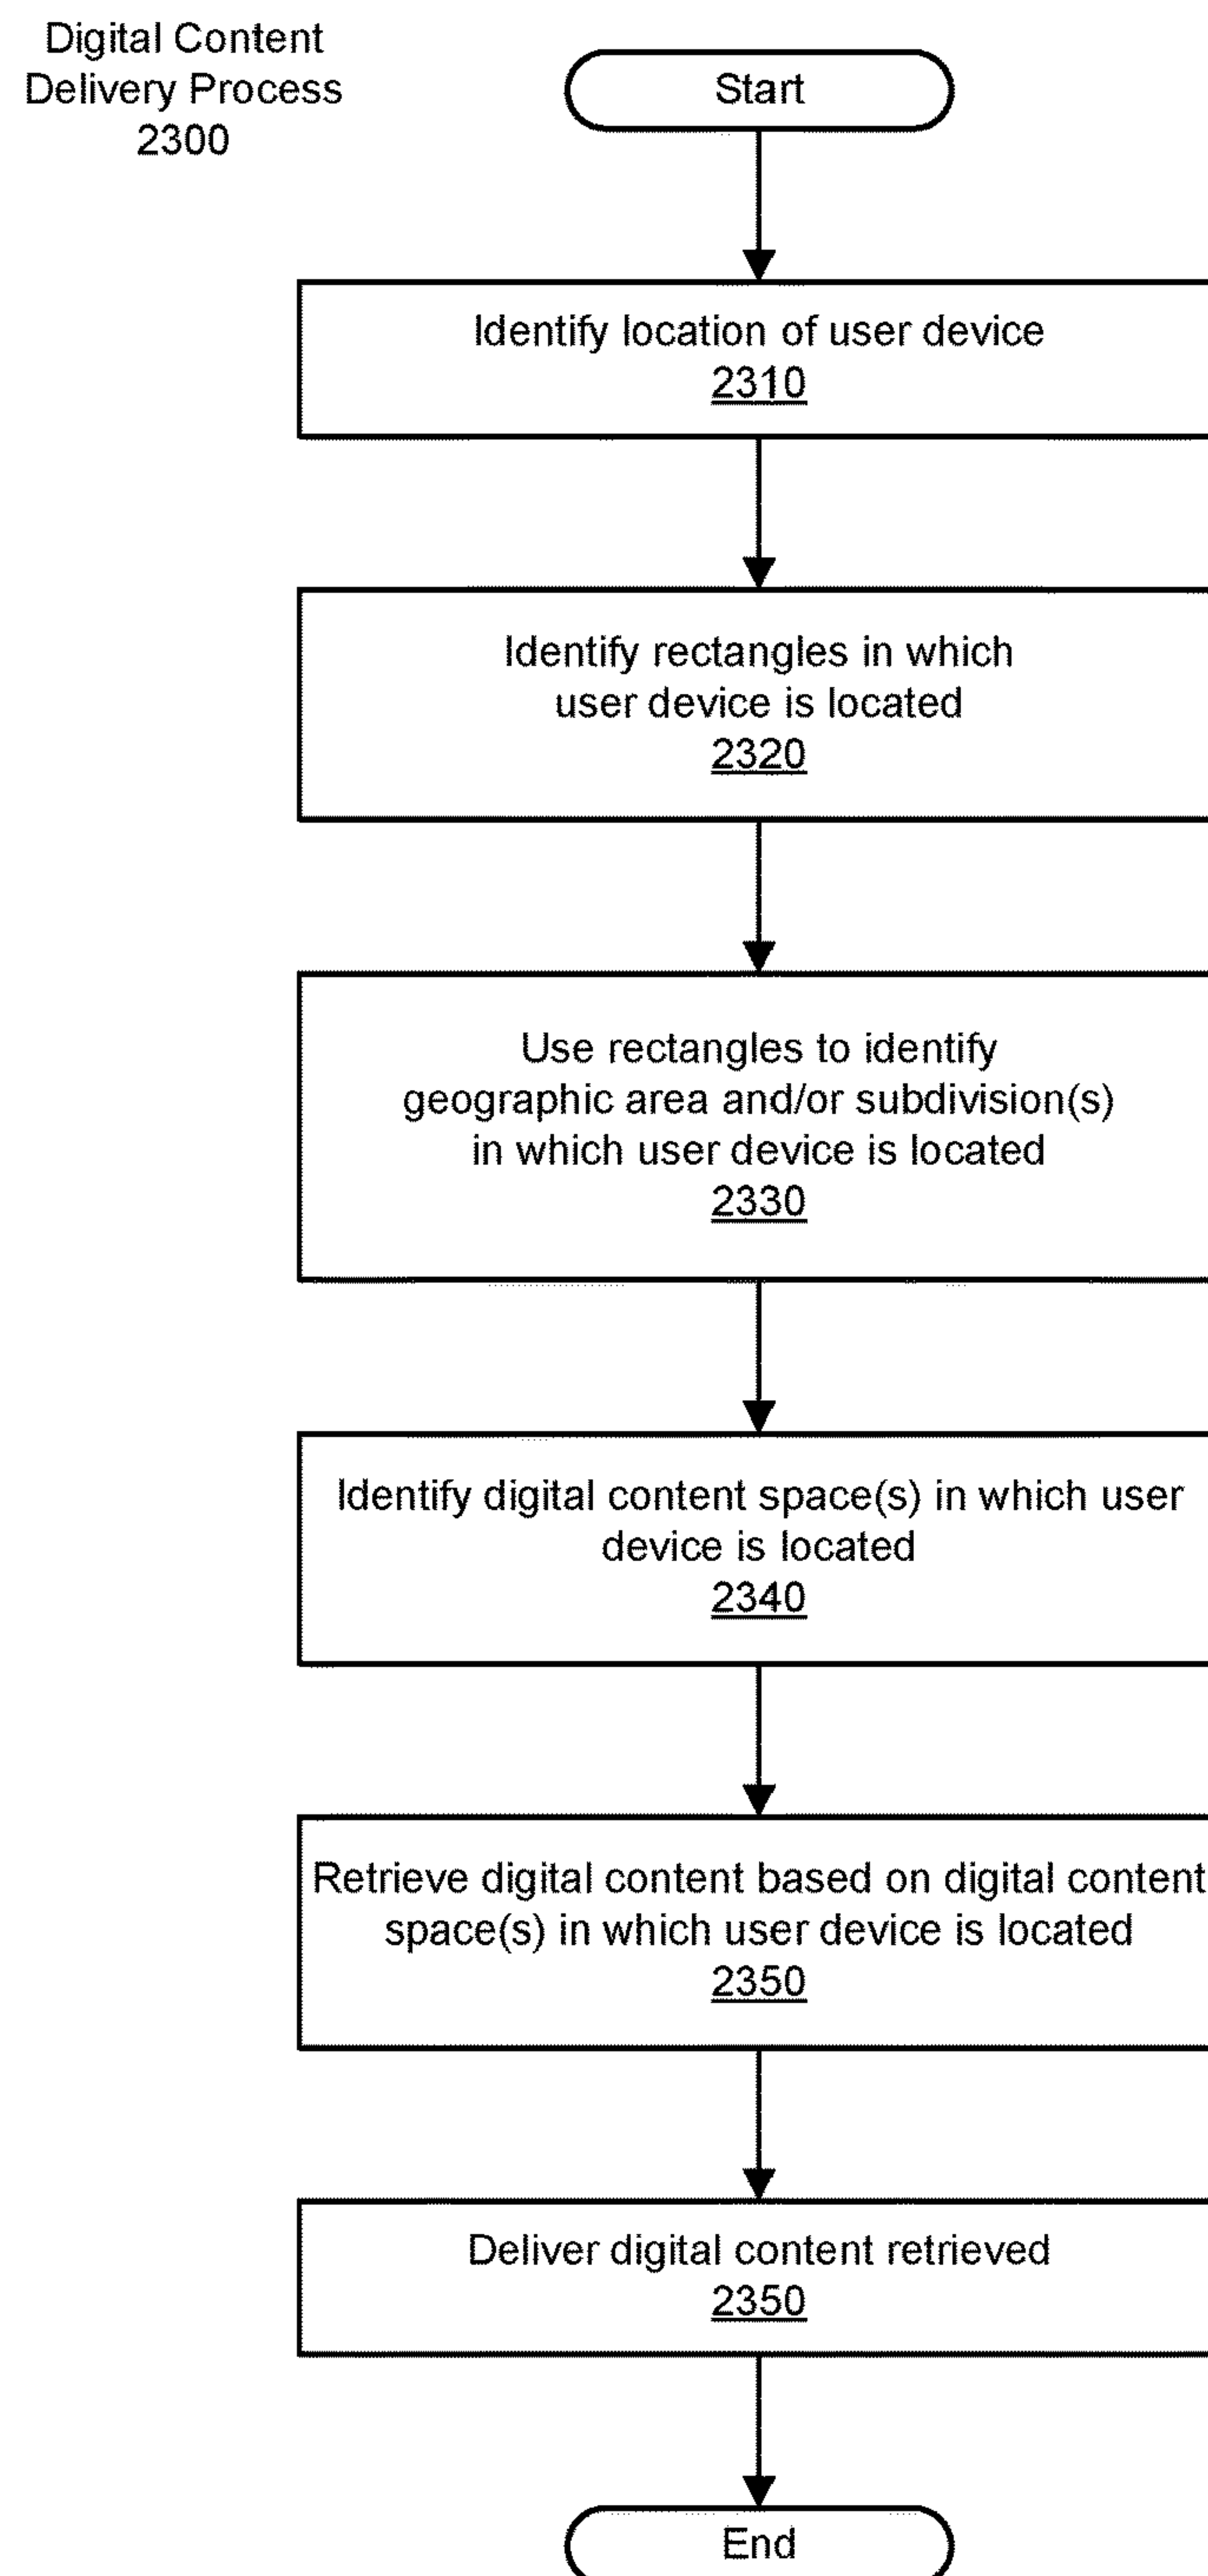 Digital Content
Delivery Process
2300
Start
Identify location of user device
2310
Identify rectangles in which
user device is located
2320
Use rectangles to identify
geographic area and/or subdivision(s)
in which user device is located
2330
Identify digital content space(s) in which user
device is located
2340
Retrieve digital content based on digital content
space(s) in which user device is located
2350
Deliver digital content retrieved
2350
End